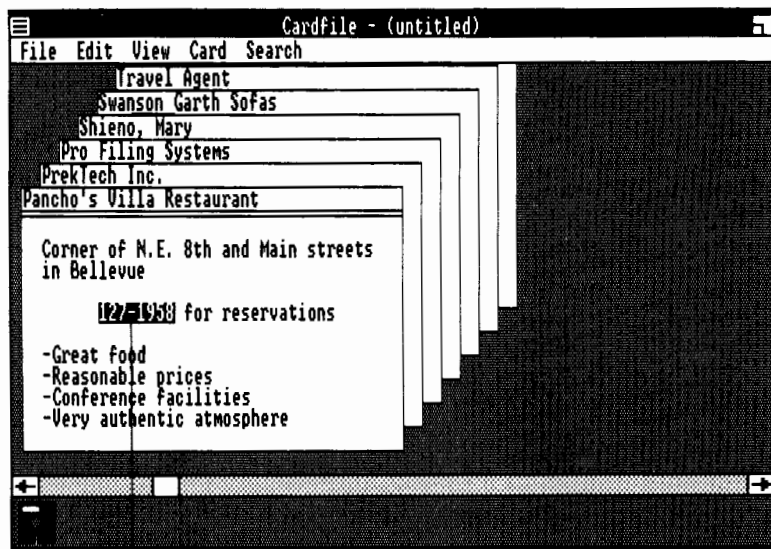 Cardfile - (untitled)
File Edit View Card Search
Travel Agent
Swanson Garth Sofas
Shieno, Mary
Pro Filing Systems
PrekTech Inc.
Pancho's Villa Restaurant
Corner of N.E. 8th and Main streets
in Bellevue
127-1958 for reservations
-Great food
-Reasonable prices
-Conference facilities
-Very authentic atmosphere